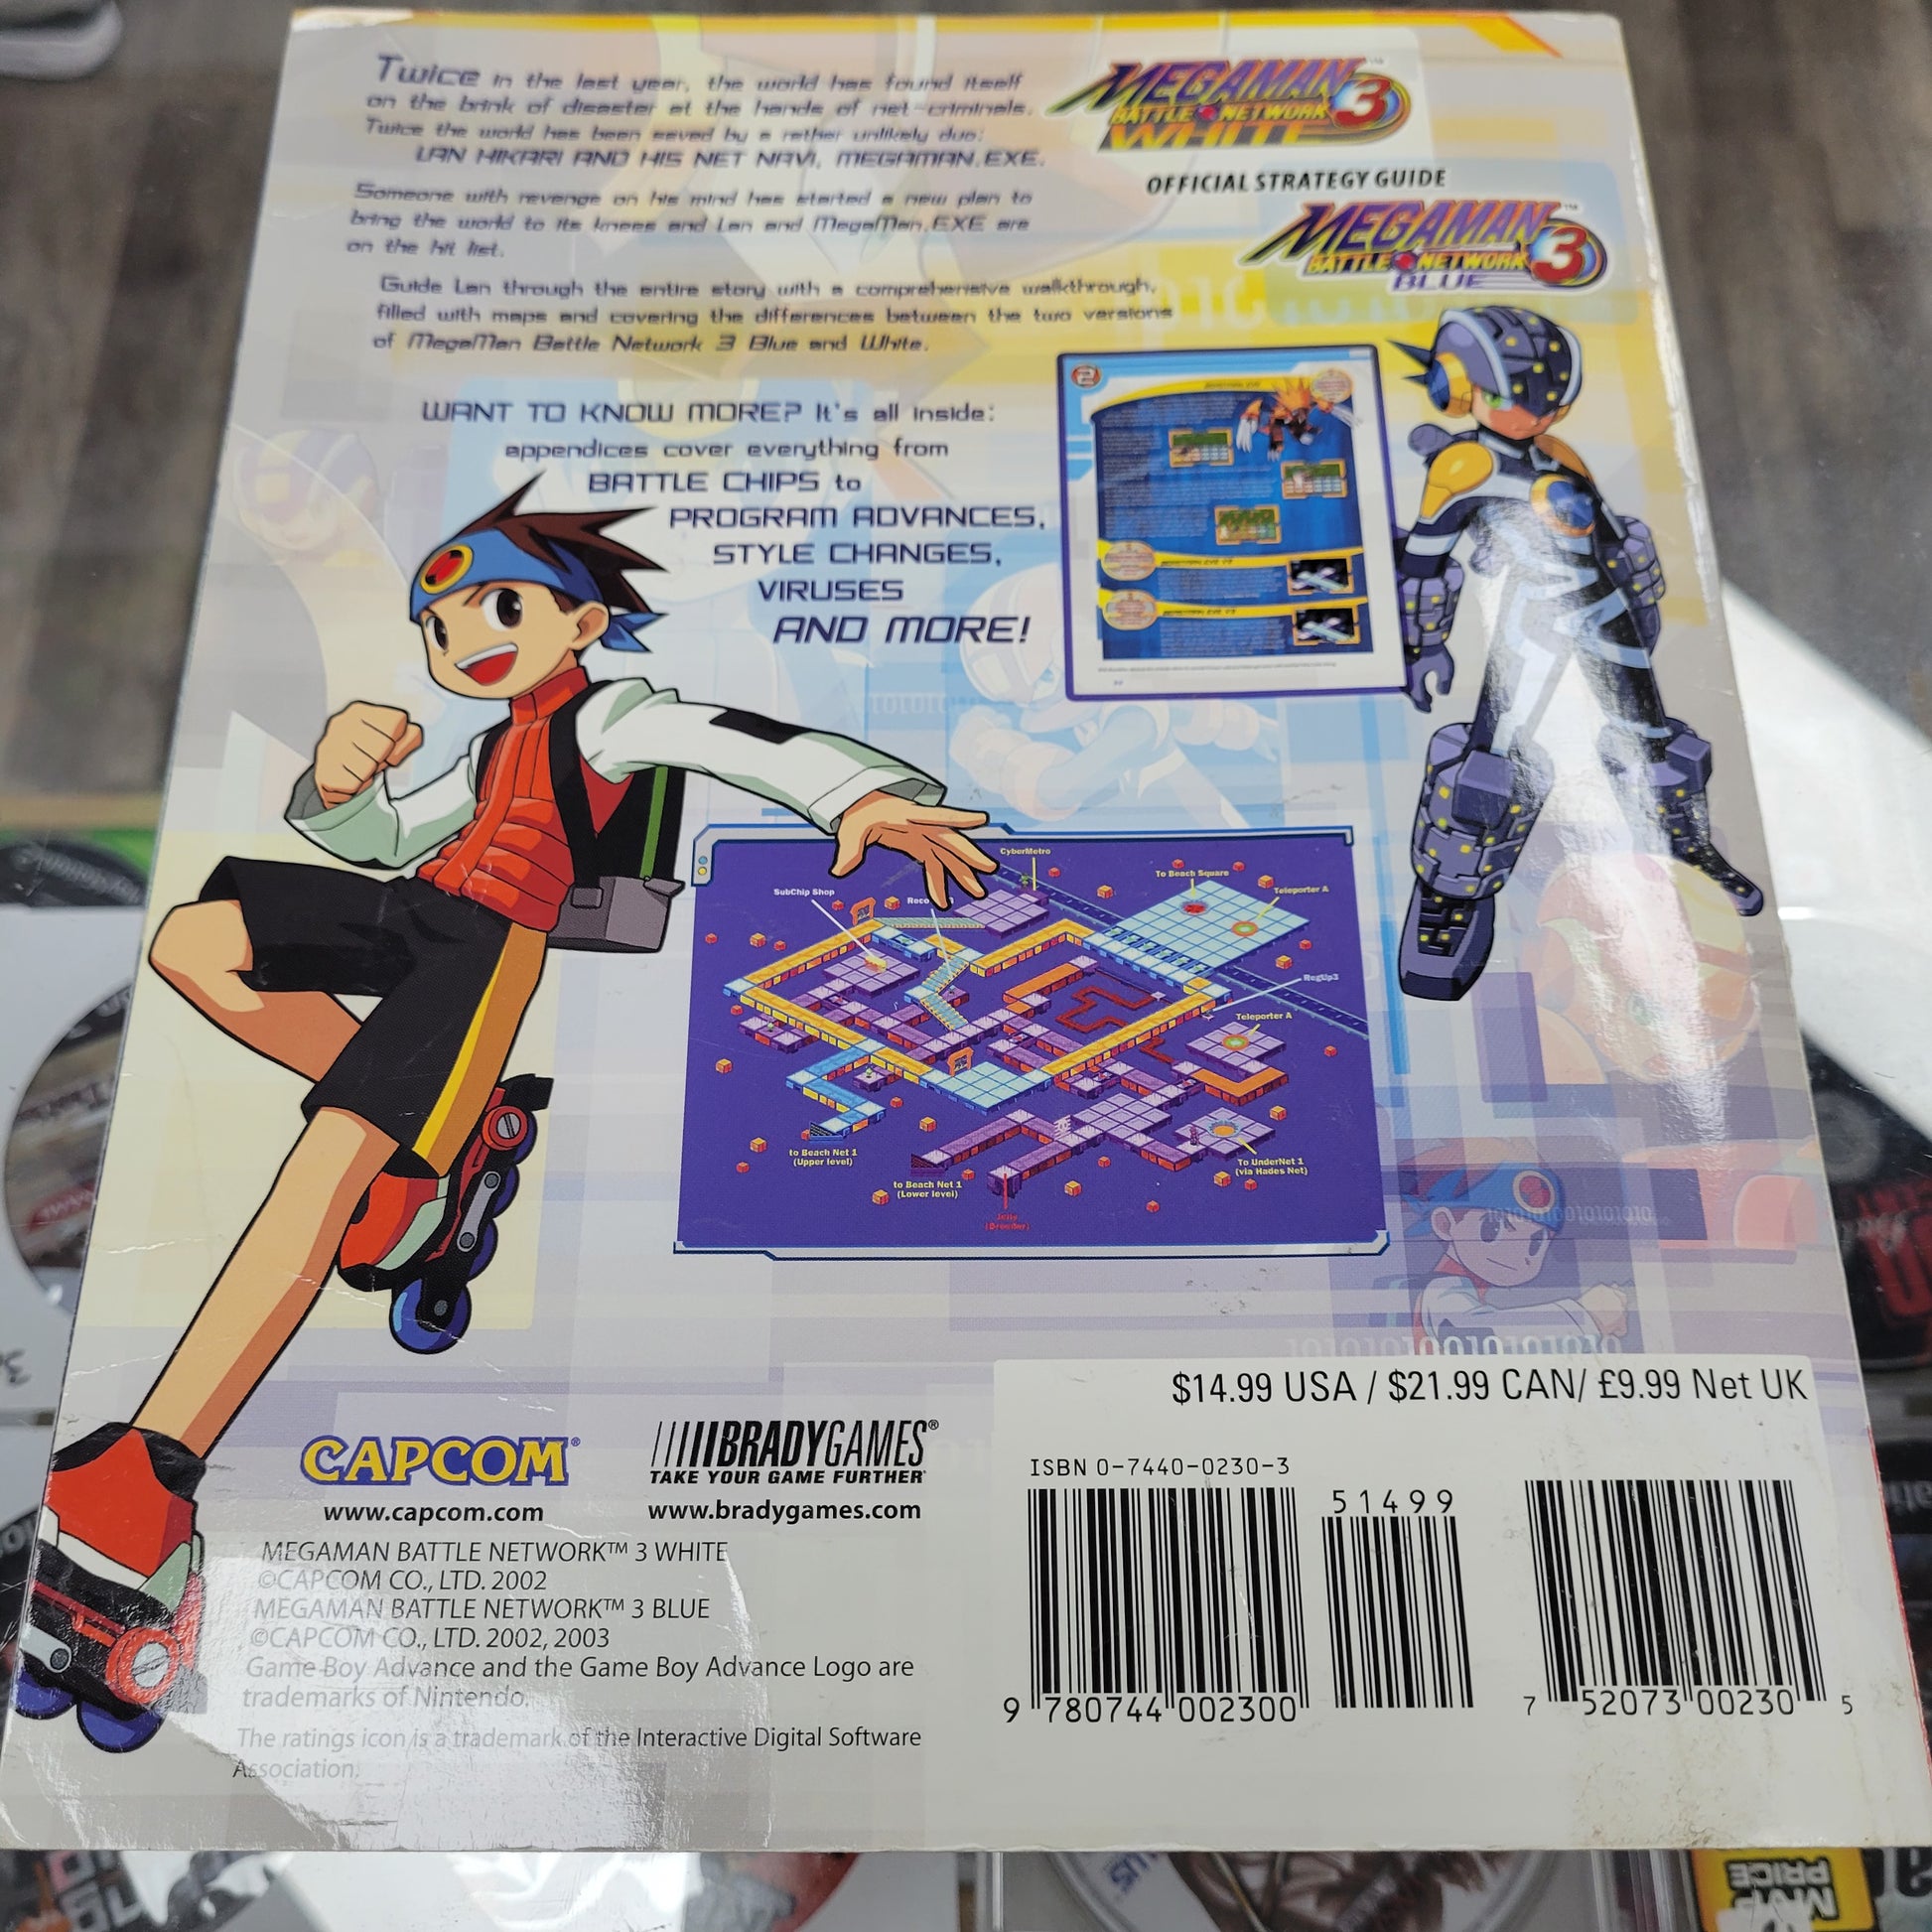 Twice in the last year, the world has found itself
on the brink of disaster at the hands of net-criminals.
Twice the world has been saved by a rather unlikely duo:
LAN HIKARI AND HIS NET NAVI, MEGAMAN.EXE.
Someone with revenge on his mind has started a new plan to
bring the world to its knees and Lan and MegaMan.EXE are
on the hit list.
Guide Lan through the entire story with a comprehensive walkthrough,
filled with maps and covering the differences between the two versions
of MegaMan Battle Network 3 Blue and White.
MEGAMAN™
BATTLE NETWORK 3
WHITE
OFFICIAL STRATEGY GUIDE
MEGAMAN™
BATTLE NETWORK 3
BLUE
WANT TO KNOW MORE? It's all inside:
appendices cover everything from
BATTLE CHIPS to
PROGRAM ADVANCES,
STYLE CHANGES,
VIRUSES
AND MORE!
2
CyberMetro
To Beach Square
Teleporter A
SubChip Shop
RegUp3
Teleporter A
to Beach Net 1
(Upper level)
to Beach Net 1
(Lower level)
To UnderNet 1
(via Hades Net)
$14.99 USA / $21.99 CAN/ £9.99 Net UK
CAPCOM®
www.capcom.com
BRADYGAMES®
TAKE YOUR GAME FURTHER®
www.bradygames.com
ISBN 0-7440-0230-3
51499
9 780744 002300
7 52073 00230 5
MEGAMAN BATTLE NETWORK™ 3 WHITE
©CAPCOM CO., LTD. 2002
MEGAMAN BATTLE NETWORK™ 3 BLUE
©CAPCOM CO., LTD. 2002, 2003
Game Boy Advance and the Game Boy Advance Logo are
trademarks of Nintendo.
The ratings icon is a trademark of the Interactive Digital Software
Association.
PRICE